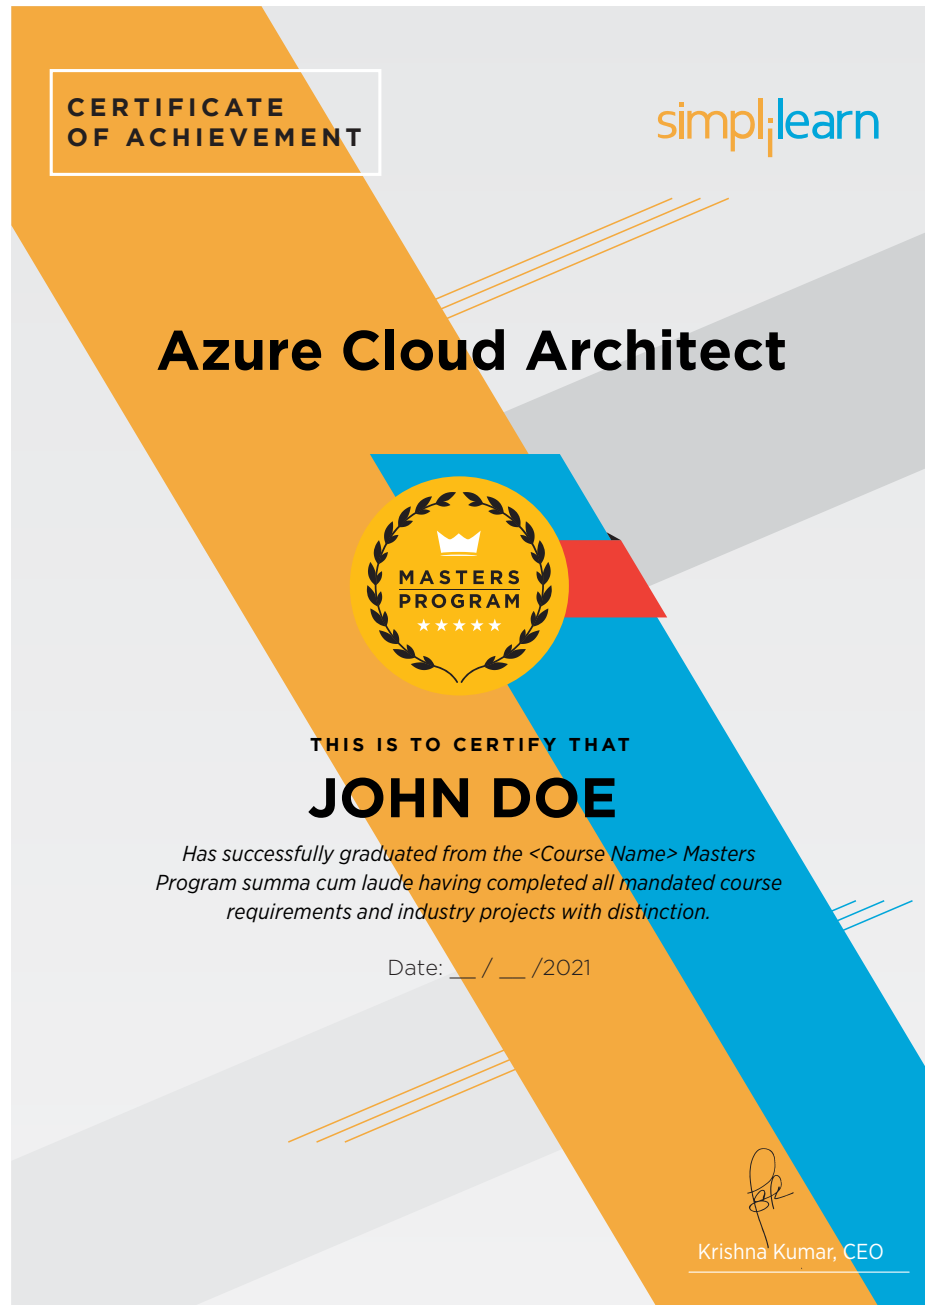 CERTIFICATE
OF ACHIEVEMENT
simplilearn
Azure Cloud Architect
MASTERS
PROGRAM
THIS IS TO CERTIFY THAT
JOHN DOE
Has successfully graduated from the <Course Name> Masters
Program summa cum laude having completed all mandated course
requirements and industry projects with distinction.
Date: __ / __ /2021
Krishna Kumar, CEO